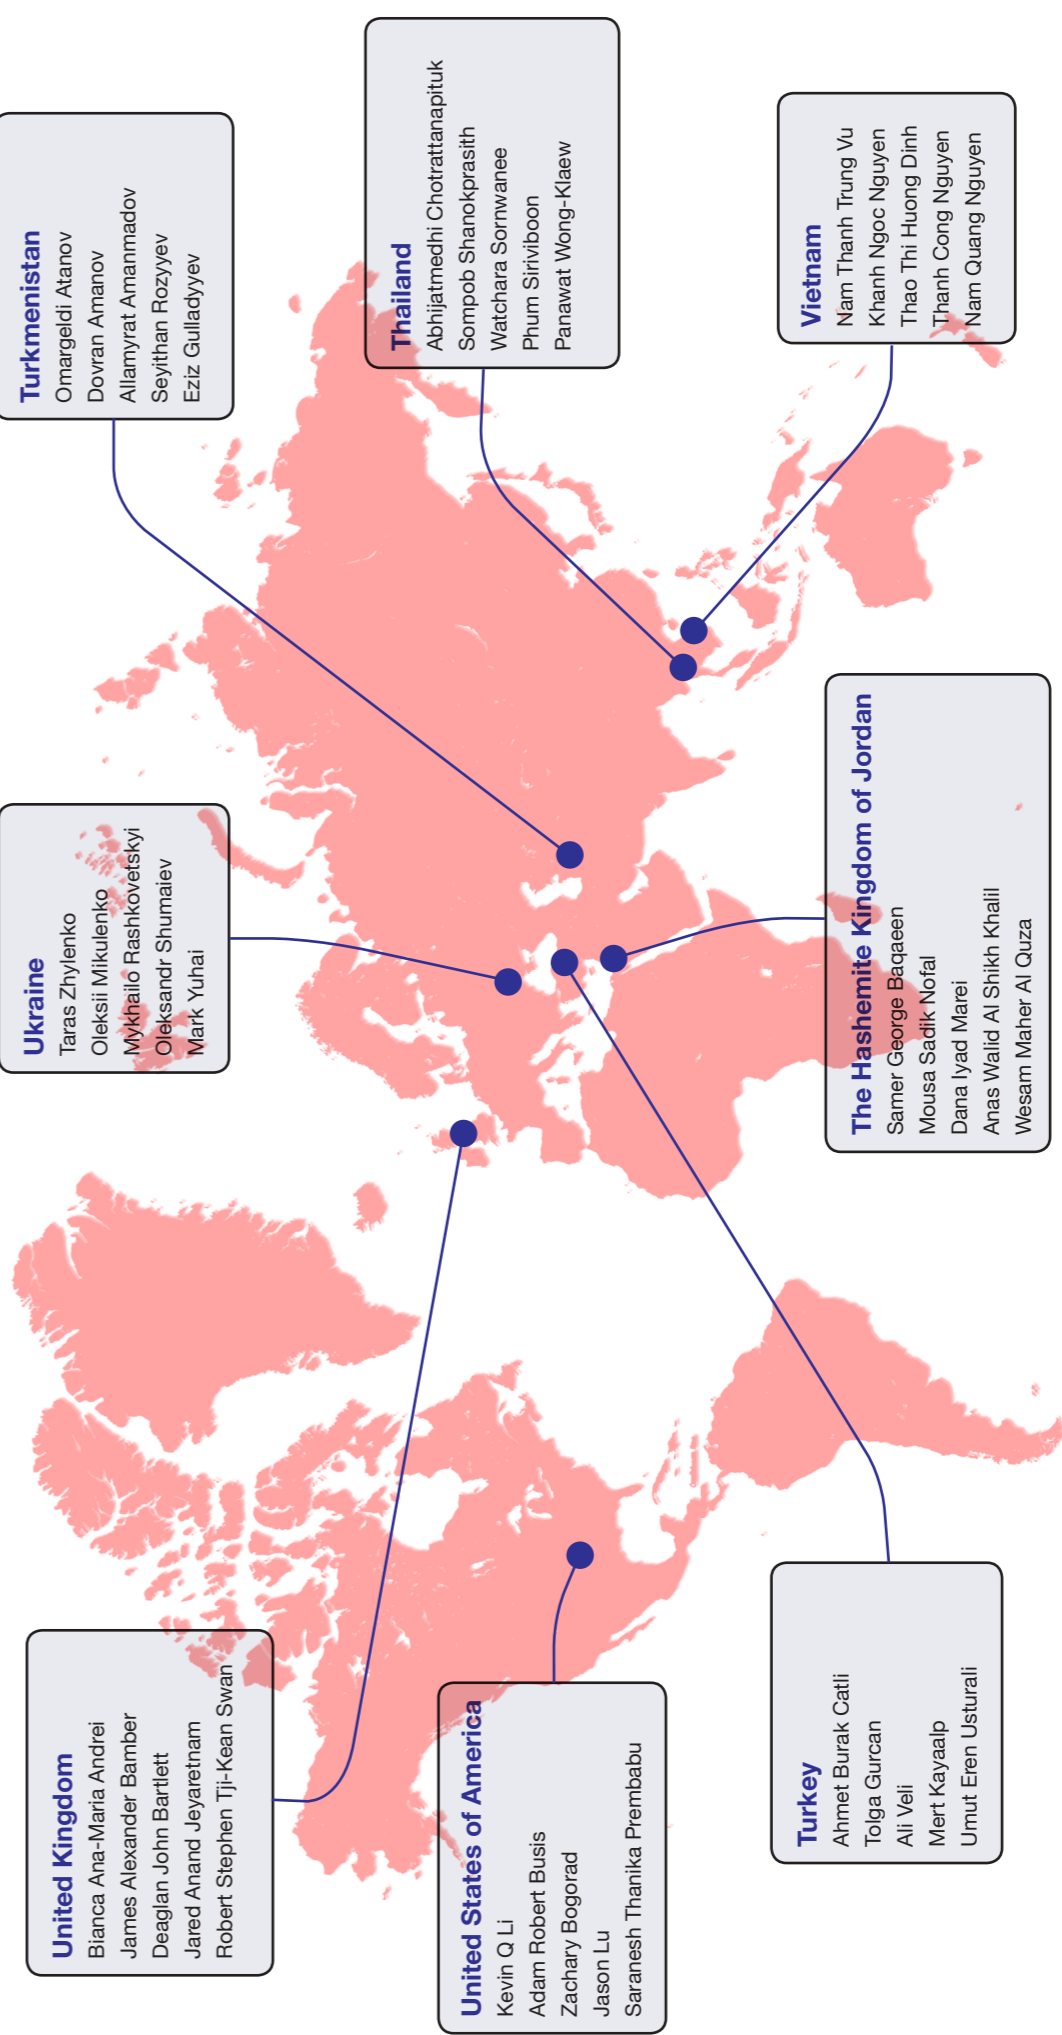 United Kingdom
Bianca Ana-Maria Andrei
James Alexander Bamber
Deaglan John Bartlett
Jared Anand Jeyaretnam
Robert Stephen Tji-Kean Swan
Ukraine
Taras Zhylenko
Oleksii Mikulenko
Mykhailo Rashkovetskyi
Oleksandr Shumaiev
Mark Yuhai
Turkmenistan
Omargeldi Atanov
Dovran Amanov
Allamyrat Amanmadov
Seyithan Rozyyev
Eziz Gulladyyev
United States of America
Kevin Q Li
Adam Robert Busis
Zachary Bogorad
Jason Lu
Saranesh Thanika Prembabu
Thailand
Abhijatmedhi Chotrattanapituk
Sompob Shanokprasith
Watchara Sornwanee
Phum Siriviboon
Panawat Wong-Klaew
Turkey
Ahmet Burak Catli
Tolga Gurcan
Ali Veli
Mert Kayaalp
Umut Eren Usturali
The Hashemite Kingdom of Jordan
Samer George Baqaeen
Mousa Sadik Nofal
Dana Iyad Marei
Anas Walid Al Shikh Khalil
Wesam Maher Al Quza
Vietnam
Nam Thanh Trung Vu
Khanh Ngoc Nguyen
Thao Thi Huong Dinh
Thanh Cong Nguyen
Nam Quang Nguyen